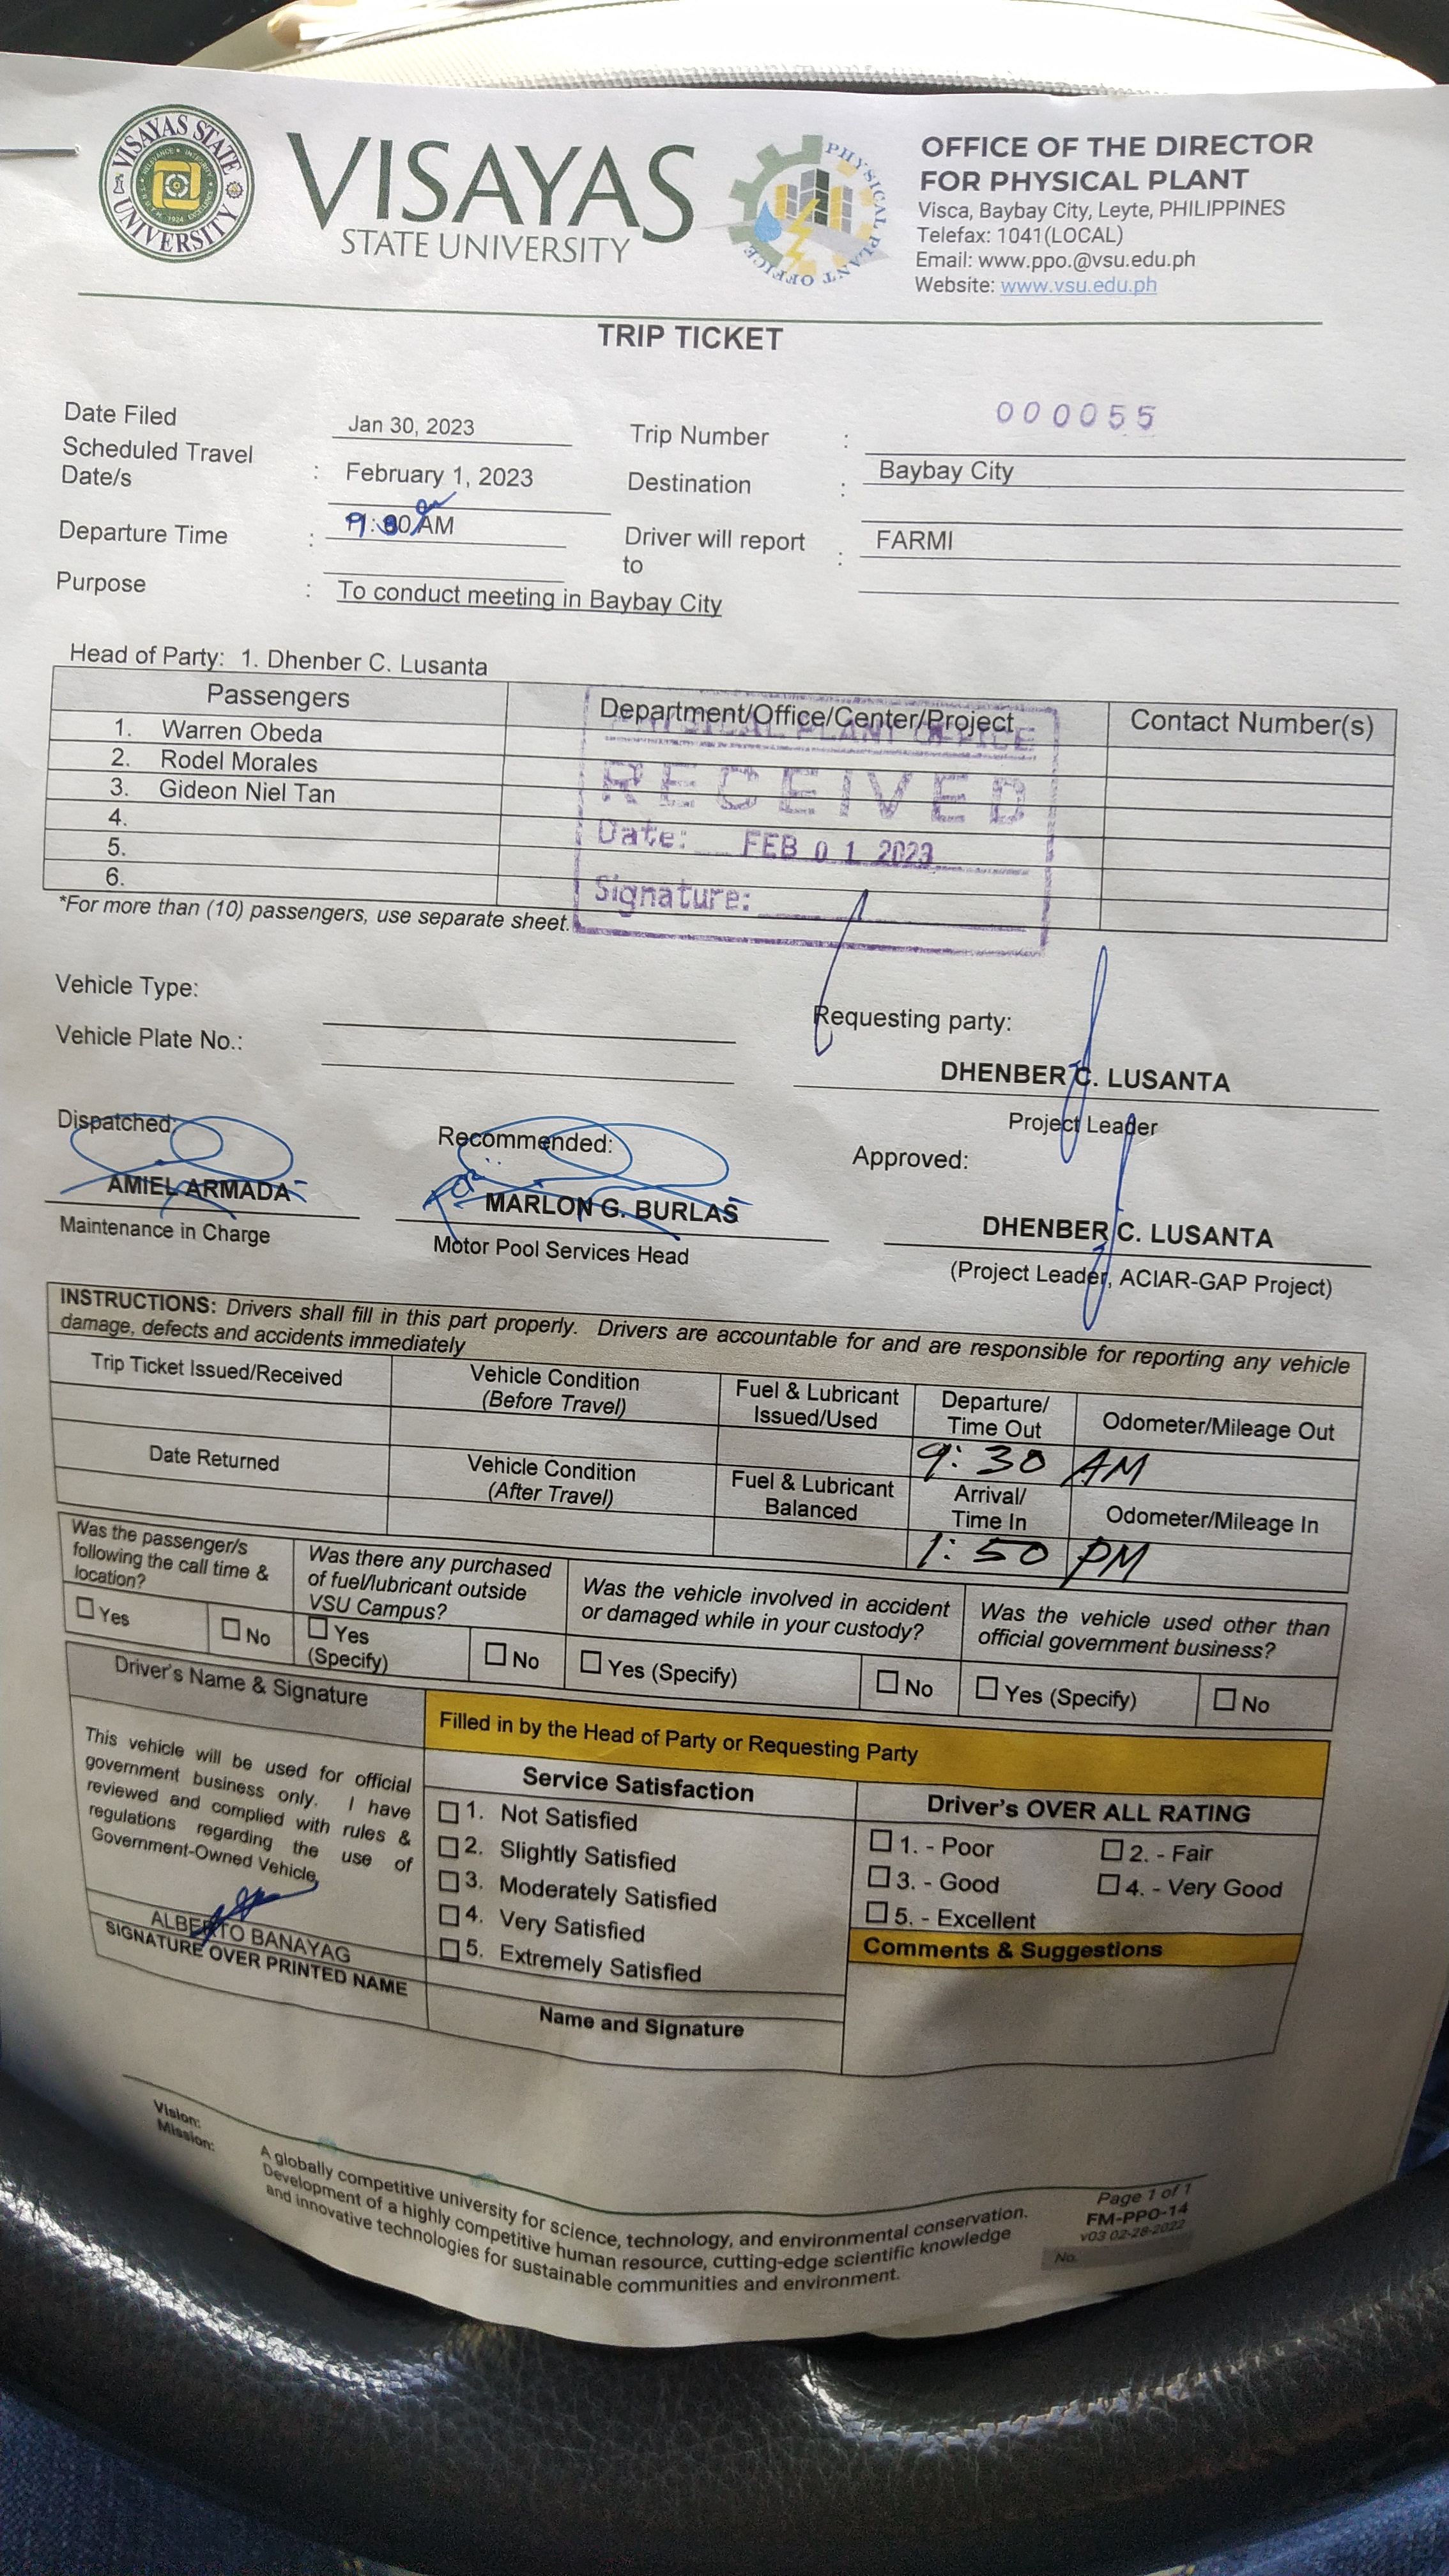 VISAYAS STATE UNIVERSITY
RELEVANCE INTEGRITY TRUTH 1924 EXCELLENCE
VISAYAS
STATE UNIVERSITY
PHYSICAL PLANT OFFICE
OFFICE OF THE DIRECTOR
FOR PHYSICAL PLANT
Visca, Baybay City, Leyte, PHILIPPINES
Telefax: 1041(LOCAL)
Email: www.ppo.@vsu.edu.ph
Website: www.vsu.edu.ph
TRIP TICKET
Date Filed Jan 30, 2023 Trip Number : 000055
Scheduled Travel
Date/s : February 1, 2023 Destination : Baybay City
Departure Time : 9:30 AM Driver will report
to : FARMI
Purpose : To conduct meeting in Baybay City
Head of Party: 1. Dhenber C. Lusanta
Passengers Department/Office/Center/Project Contact Number(s)
1. Warren Obeda
2. Rodel Morales
3. Gideon Niel Tan
4.
5.
6.
PHYSICAL PLANT OFFICE
RECEIVED
Date: FEB 01 2023
Signature:
*For more than (10) passengers, use separate sheet.
Vehicle Type:
Vehicle Plate No.:
Requesting party:
DHENBER C. LUSANTA
Project Leader
Dispatched:
AMIEL ARMADA
Maintenance in Charge
Recommended:
MARLON G. BURLAS
Motor Pool Services Head
Approved:
DHENBER C. LUSANTA
(Project Leader, ACIAR-GAP Project)
INSTRUCTIONS: Drivers shall fill in this part properly. Drivers are accountable for and are responsible for reporting any vehicle
damage, defects and accidents immediately
Trip Ticket Issued/Received
Vehicle Condition
(Before Travel)
Fuel & Lubricant
Issued/Used
Departure/
Time Out
Odometer/Mileage Out
9:30 AM
Date Returned
Vehicle Condition
(After Travel)
Fuel & Lubricant
Balanced
Arrival/
Time In
Odometer/Mileage In
1:50 PM
Was the passenger/s
following the call time &
location?
Yes No
Was there any purchased
of fuel/lubricant outside
VSU Campus?
Yes
(Specify) No
Was the vehicle involved in accident
or damaged while in your custody?
Yes (Specify) No
Was the vehicle used other than
official government business?
Yes (Specify) No
Driver's Name & Signature
This vehicle will be used for official
government business only. I have
reviewed and complied with rules &
regulations regarding the use of
Government-Owned Vehicle.
ALBERTO BANAYAG
SIGNATURE OVER PRINTED NAME
Filled in by the Head of Party or Requesting Party
Service Satisfaction
1. Not Satisfied
2. Slightly Satisfied
3. Moderately Satisfied
4. Very Satisfied
5. Extremely Satisfied
Name and Signature
Driver's OVER ALL RATING
1. - Poor 2. - Fair
3. - Good 4. - Very Good
5. - Excellent
Comments & Suggestions
Vision: A globally competitive university for science, technology, and environmental conservation.
Mission: Development of a highly competitive human resource, cutting-edge scientific knowledge
and innovative technologies for sustainable communities and environment.
Page 1 of 1
FM-PPO-14
v03 02-28-2022
No.